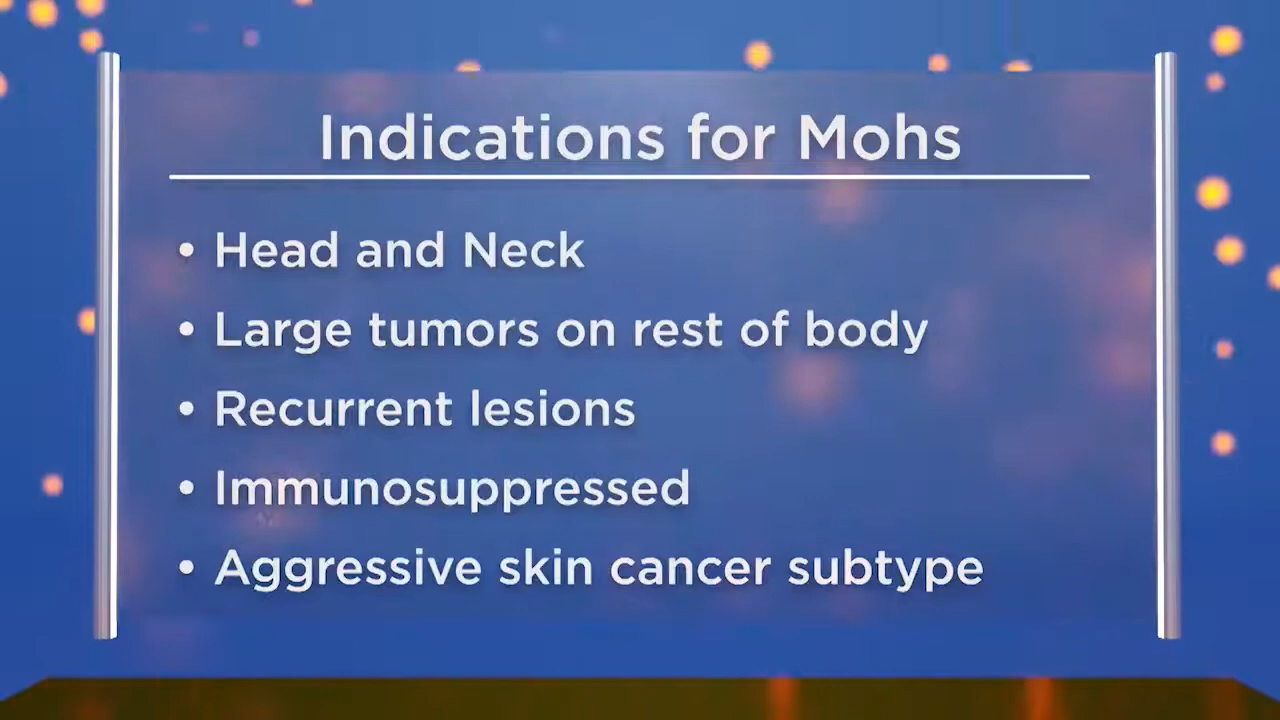 Indications for Mohs
• Head and Neck
• Large tumors on rest of body
• Recurrent lesions
• Immunosuppressed
• Aggressive skin cancer subtype